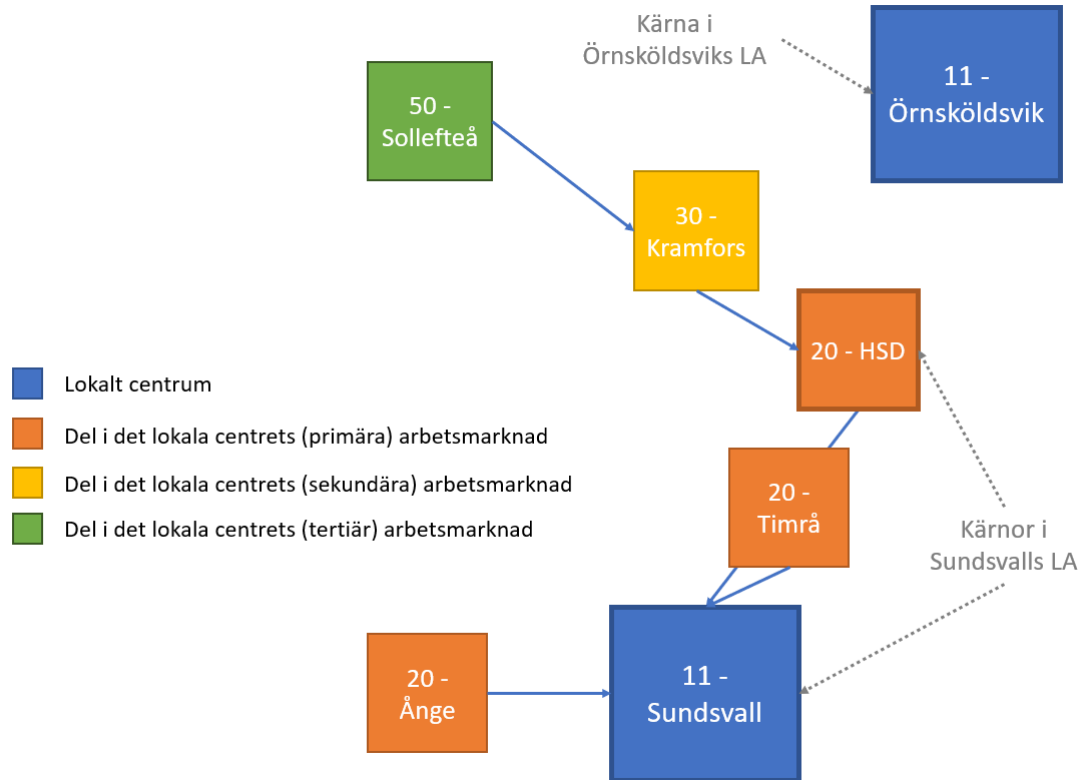 Kärna i
Örnsköldsviks LA
11 -
Örnsköldsvik
50 -
Sollefteå
30 -
Kramfors
20 - HSD
Lokalt centrum
Del i det lokala centrets (primära) arbetsmarknad
Del i det lokala centrets (sekundära) arbetsmarknad
Del i det lokala centrets (tertiär) arbetsmarknad
20 -
Timrå
Kärnor i
Sundsvalls LA
20 -
Ånge
11 -
Sundsvall